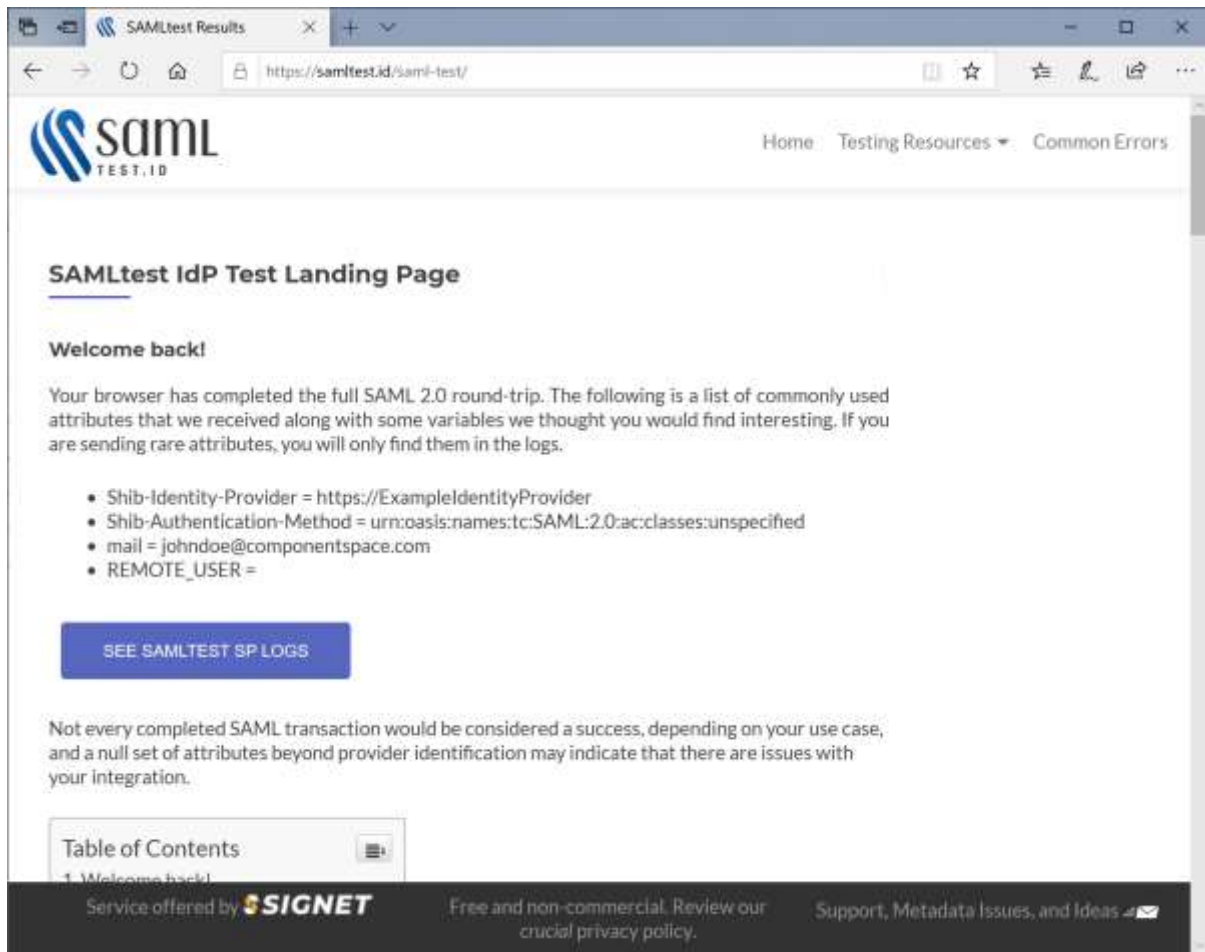 SAMLtest Results
https://samltest.id/saml-test/
saml
TEST.ID
Home Testing Resources Common Errors
SAMLtest IdP Test Landing Page
Welcome back!
Your browser has completed the full SAML 2.0 round-trip. The following is a list of commonly used
attributes that we received along with some variables we thought you would find interesting. If you
are sending rare attributes, you will only find them in the logs.
• Shib-Identity-Provider = https://ExampleIdentityProvider
• Shib-Authentication-Method = urn:oasis:names:tc:SAML:2.0:ac:classes:unspecified
• mail = johndoe@componentspace.com
• REMOTE_USER =
SEE SAMLTEST SP LOGS
Not every completed SAML transaction would be considered a success, depending on your use case,
and a null set of attributes beyond provider identification may indicate that there are issues with
your integration.
Table of Contents
1. Welcome back!
Service offered by SIGNET
Free and non-commercial. Review our
crucial privacy policy.
Support, Metadata Issues, and Ideas